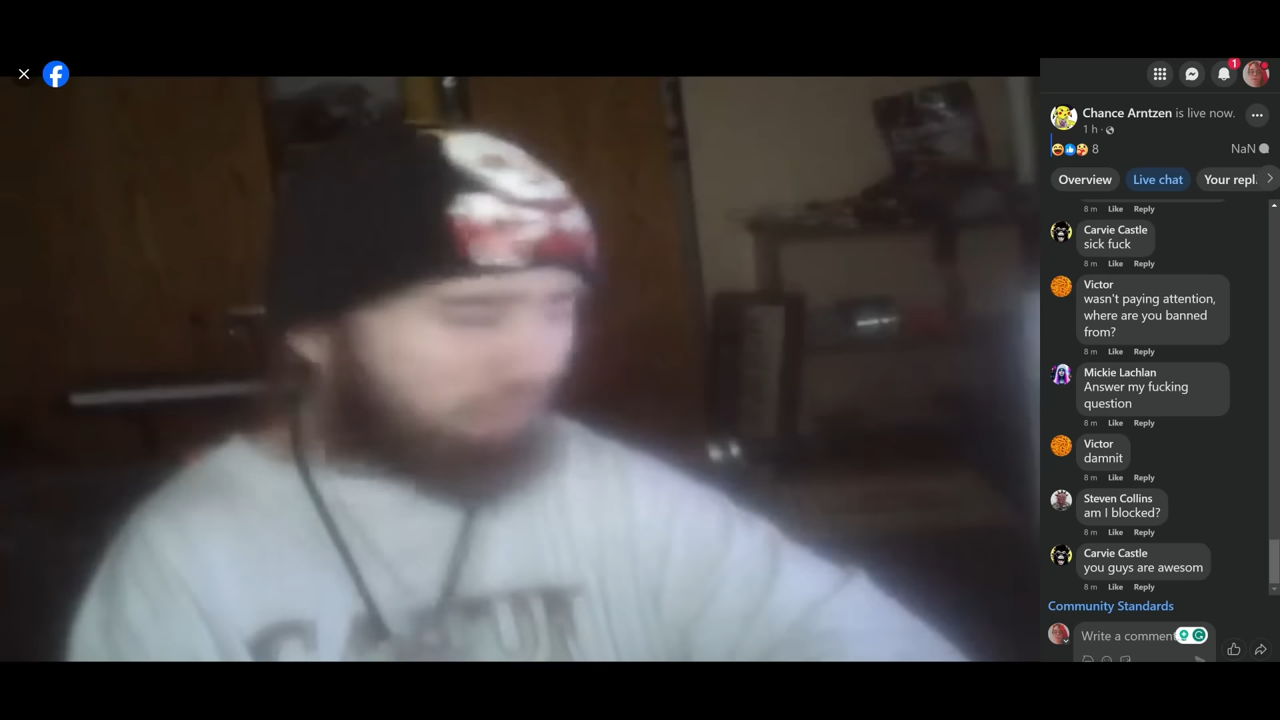 1
Chance Arntzen is live now.
1 h
8
NaN
Overview
Live chat
Your repl
8 m Like Reply
Carvie Castle
sick fuck
8 m Like Reply
Victor
wasn't paying attention,
where are you banned
from?
8 m Like Reply
Mickie Lachlan
Answer my fucking
question
8 m Like Reply
Victor
damnit
8 m Like Reply
Steven Collins
am I blocked?
8 m Like Reply
Carvie Castle
you guys are awesom
8 m Like Reply
Community Standards
Write a comment